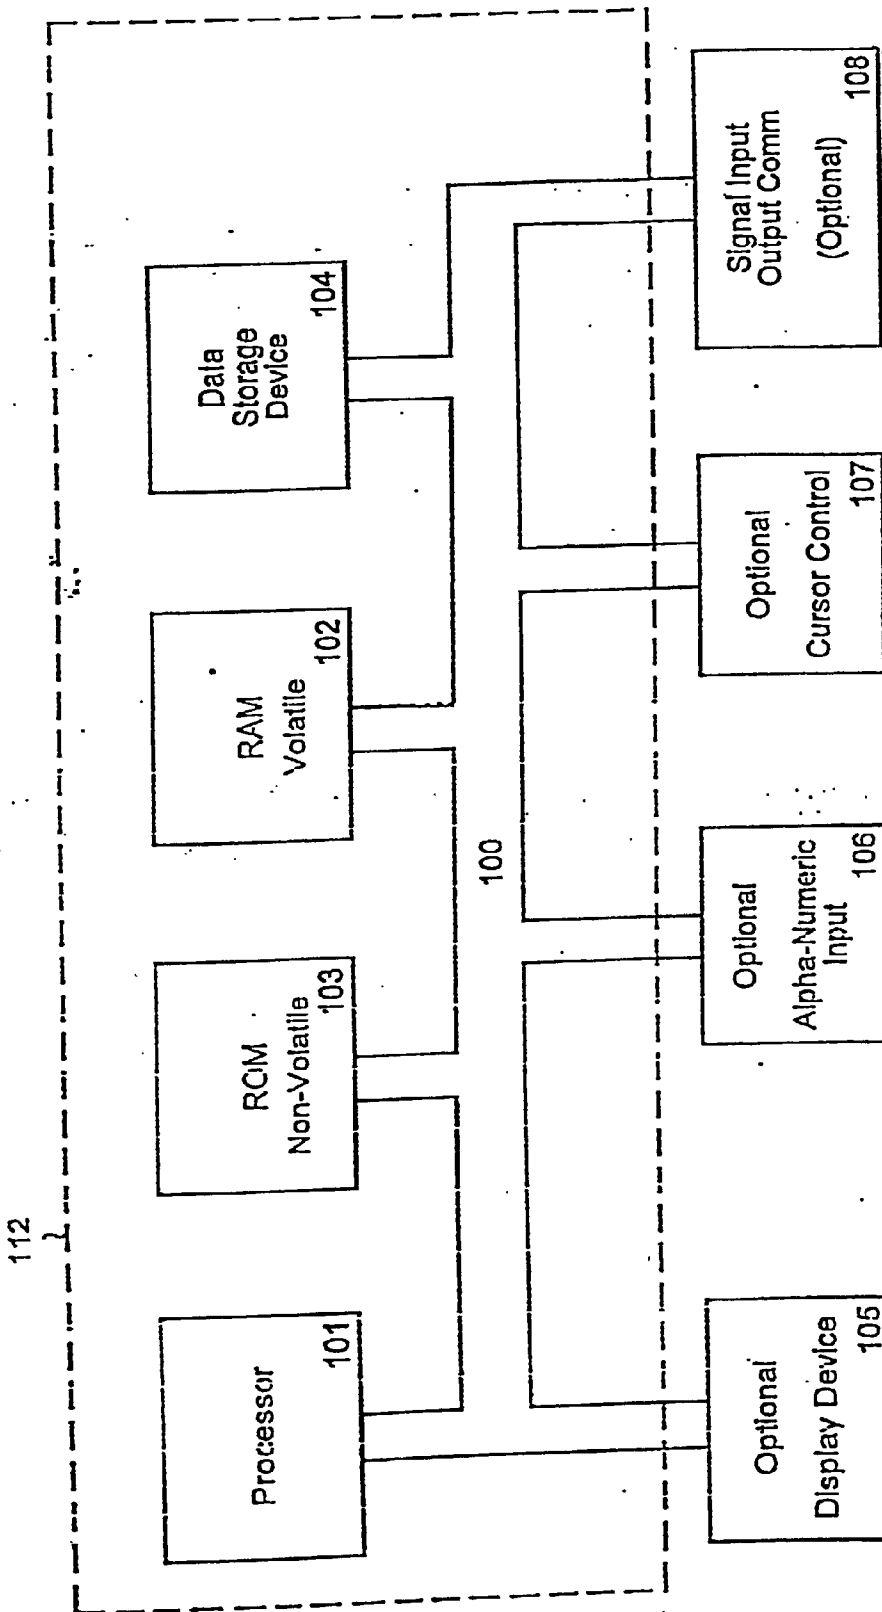 112
Processor
101
ROM
Non-Volatile
103
RAM
Volatile
102
Data
Storage
Device
104
100
Optional
Display Device
105
Optional
Alpha-Numeric
Input
106
Optional
Cursor Control
107
Signal Input
Output Comm
(Optional)
108